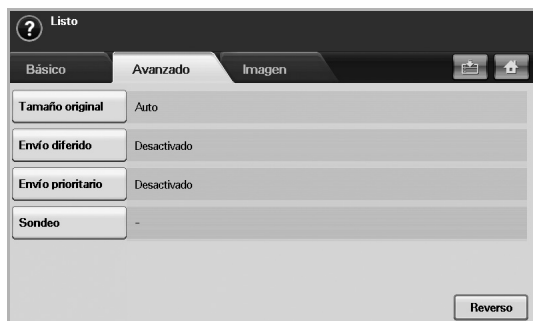 Listo
Básico Avanzado Imagen
Tamaño original Auto
Envío diferido Desactivado
Envío prioritario Desactivado
Sondeo -
Reverso